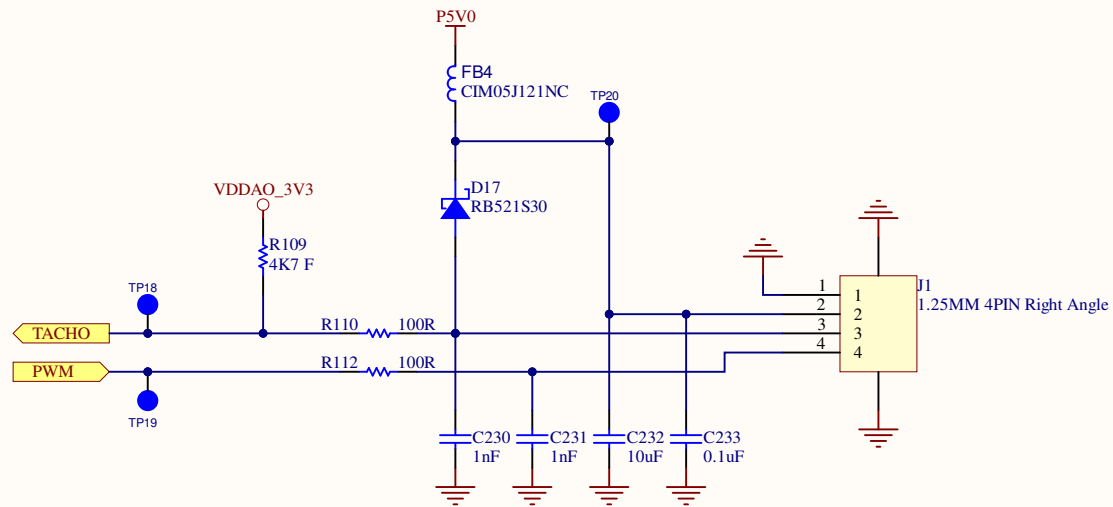 P5V0
FB4
CIM05J121NC
TP20
D17
RB521S30
VDDAO_3V3
R109
4K7 F
TP18
J1
1.25MM 4PIN Right Angle
1 1
2 2
3 3
4 4
TACHO
R110 100R
PWM
R112 100R
TP19
C230
1nF
C231
1nF
C232
10uF
C233
0.1uF